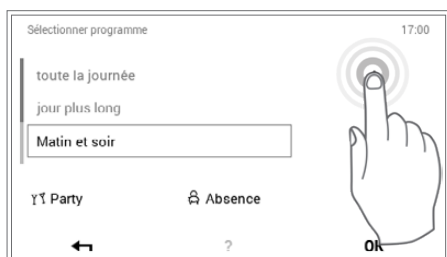 Sélectionner programme 17:00
toute la journée
jour plus long
Matin et soir
Party Absence
? OK